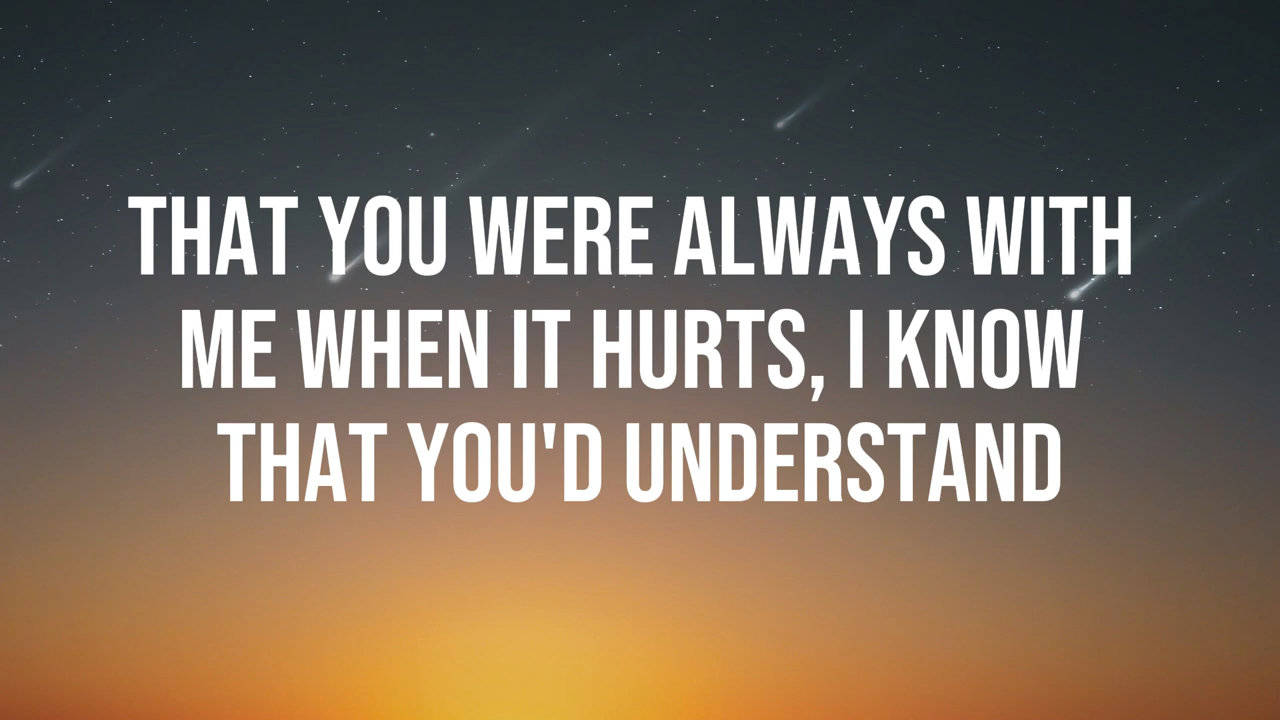 THAT YOU WERE ALWAYS WITH
ME WHEN IT HURTS, I KNOW
THAT YOU'D UNDERSTAND